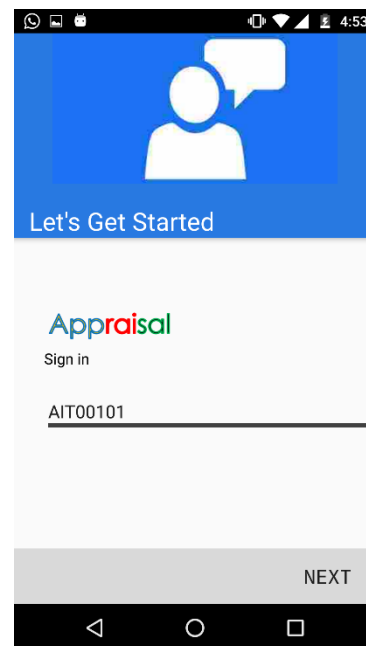 4:53
Let's Get Started
Appraisal
Sign in
AIT00101
NEXT